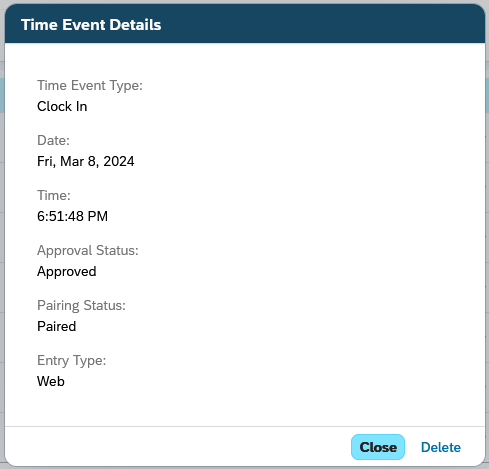 Time Event Details
Time Event Type:
Clock In
Date:
Fri, Mar 8, 2024
Time:
6:51:48 PM
Approval Status:
Approved
Pairing Status:
Paired
Entry Type:
Web
Close Delete